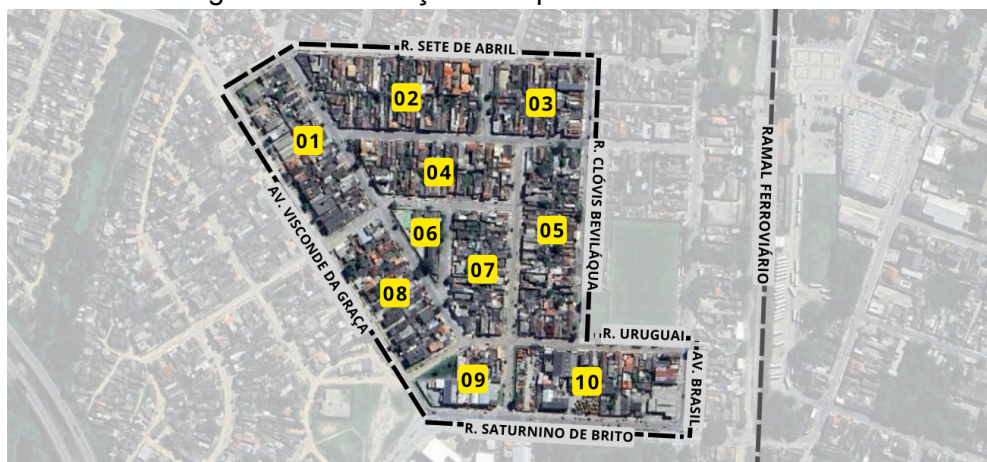 R. SETE DE ABRIL
02
03
01
R. CLÓVIS BEVILÁQUA
RAMAL FERROVIÁRIO
04
AV. VISCONDE DA GRAÇA
06
05
07
08
R. URUGUAI
AV. BRASIL
09
10
R. SATURNINO DE BRITO